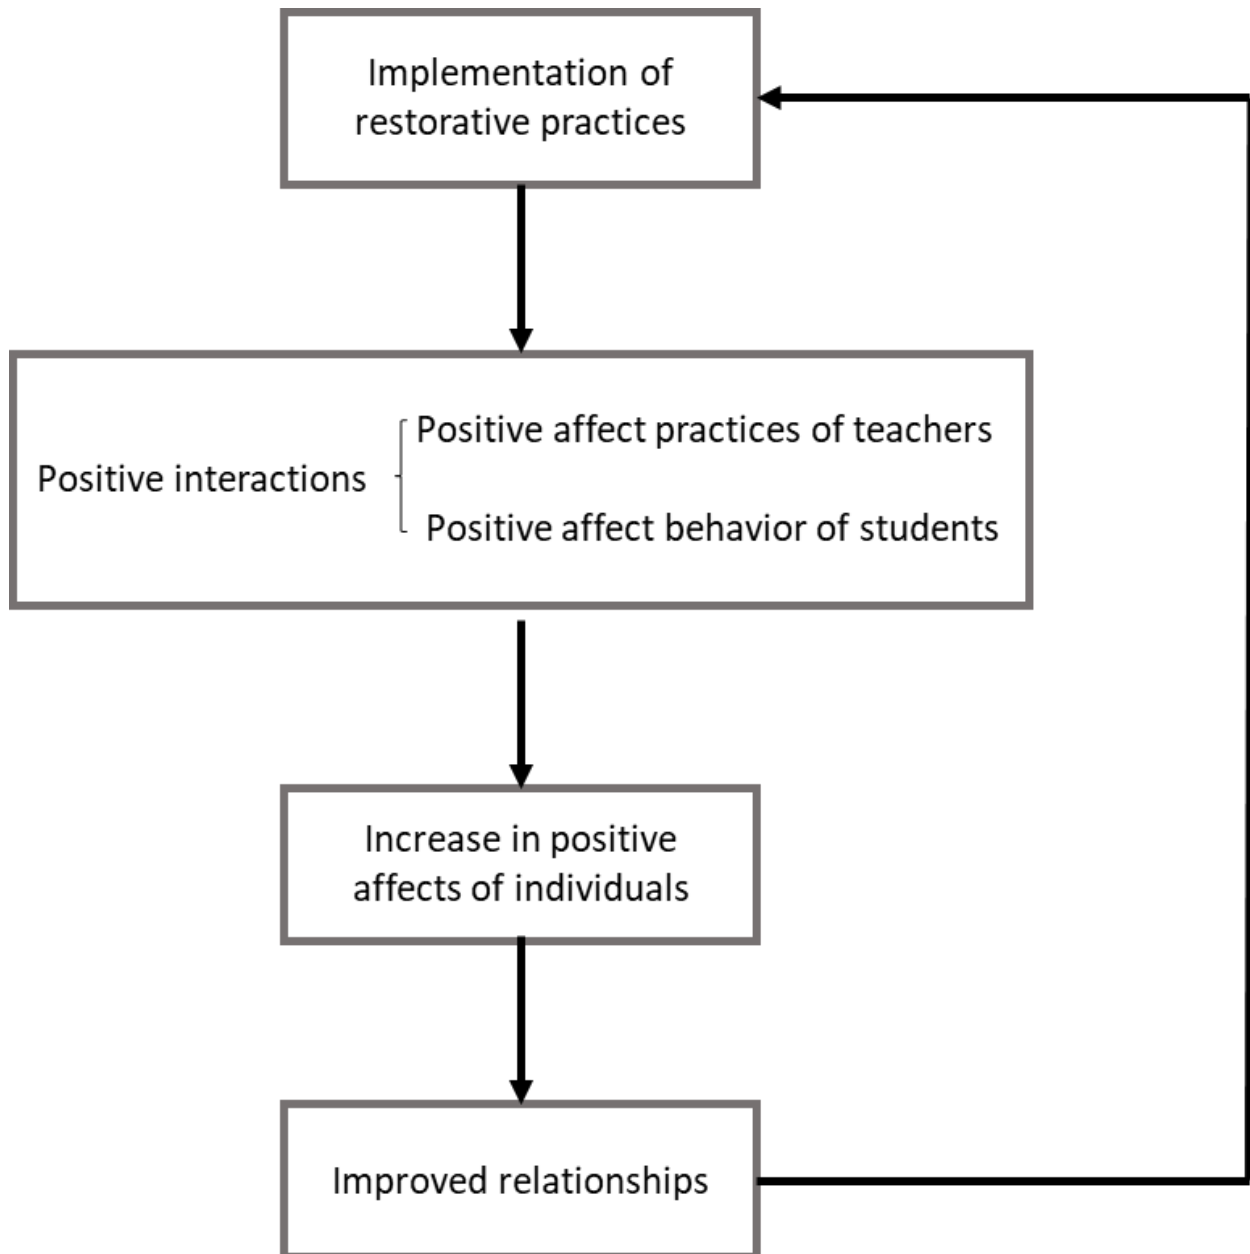 Implementation of
restorative practices
Positive affect practices of teachers
Positive interactions
Positive affect behavior of students
Increase in positive
affects of individuals
Improved relationships